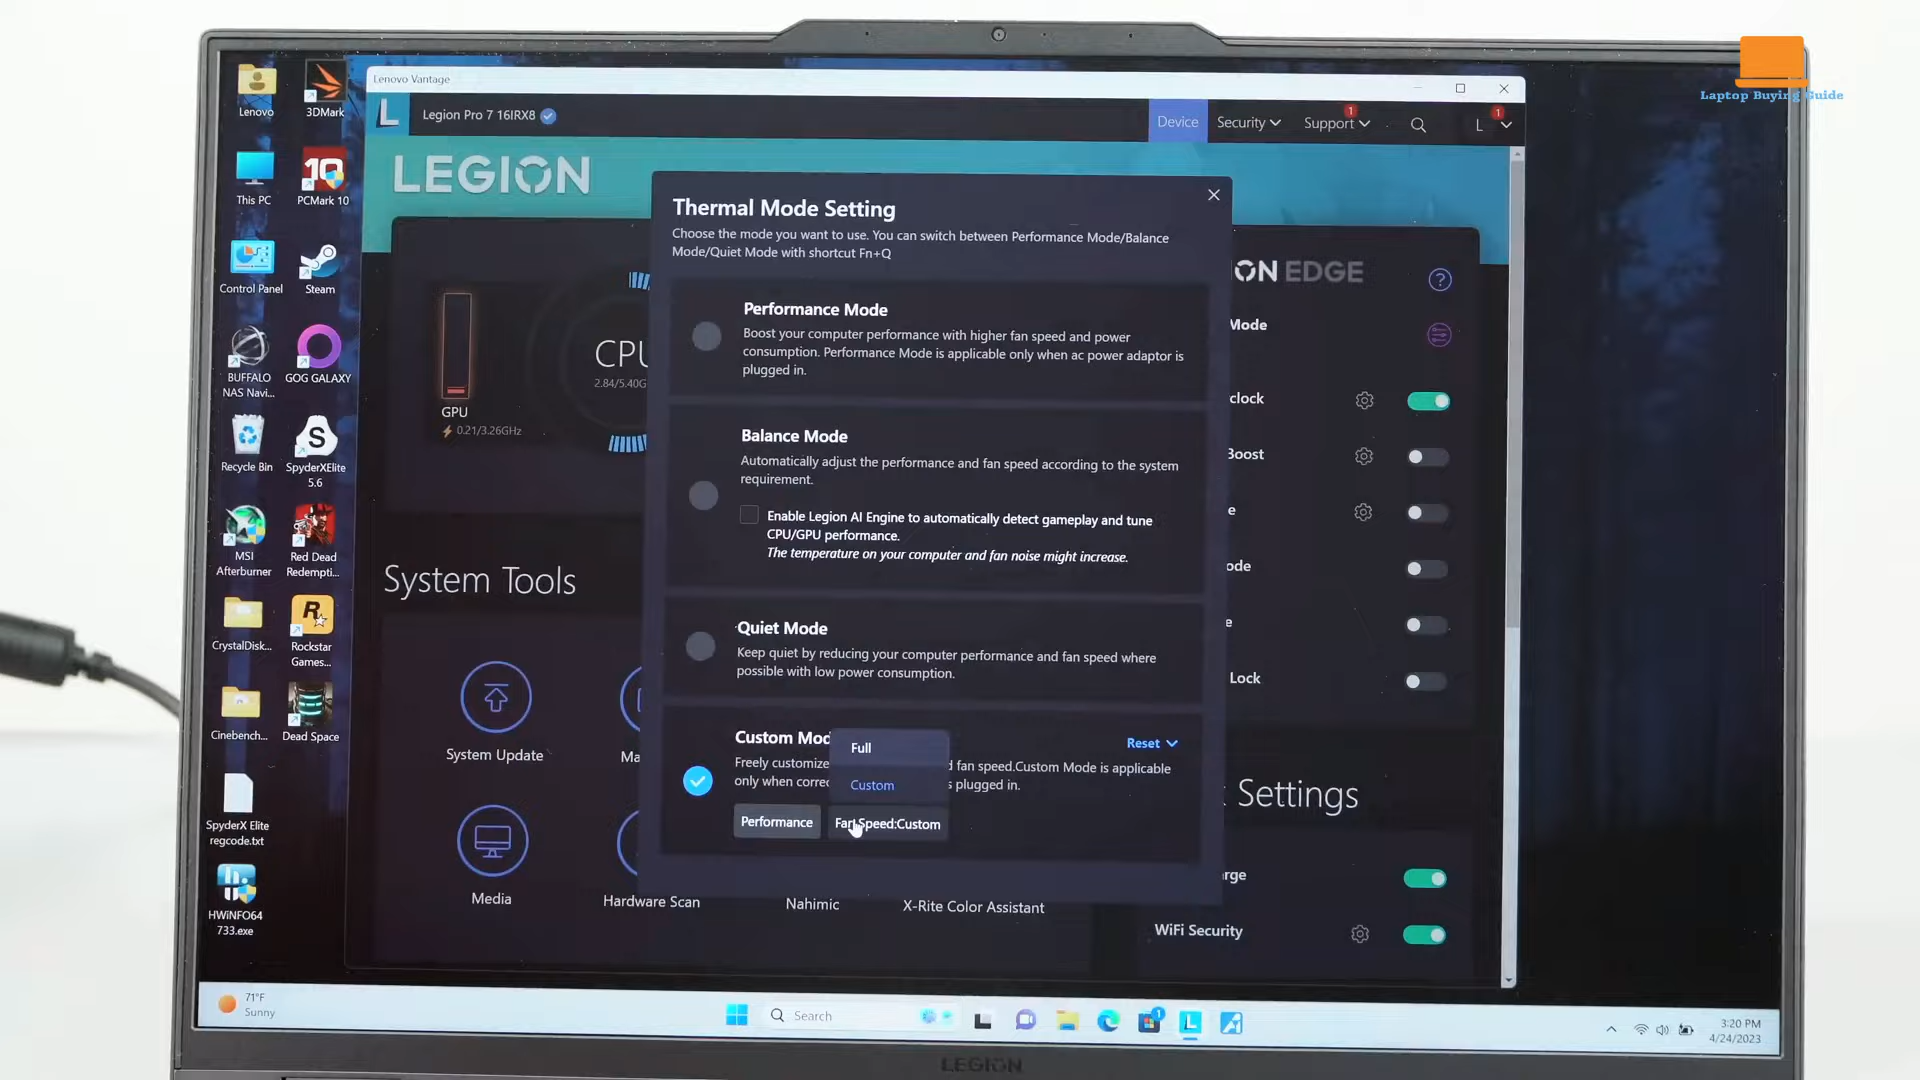 Laptop Buying Guide
Lenovo Vantage
Legion Pro 7 16IRX8
Device
Security
Support
1
L
1
LEGION
Thermal Mode Setting
Choose the mode you want to use. You can switch between Performance Mode/Balance
Mode/Quiet Mode with shortcut Fn+Q
Performance Mode
Boost your computer performance with higher fan speed and power
consumption. Performance Mode is applicable only when ac power adaptor is
plugged in.
Balance Mode
Automatically adjust the performance and fan speed according to the system
requirement.
Enable Legion AI Engine to automatically detect gameplay and tune
CPU/GPU performance.
The temperature on your computer and fan noise might increase.
Quiet Mode
Keep quiet by reducing your computer performance and fan speed where
possible with low power consumption.
Custom Mod
Reset
Freely customize
d fan speed.Custom Mode is applicable
only when correc
s plugged in.
Full
Custom
Performance
Fan Speed:Custom
CPU
2.84/5.40G
GPU
0.21/3.26GHz
ON EDGE
?
Mode
clock
Boost
e
ode
e
Lock
Settings
rge
WiFi Security
System Tools
System Update
Ma
Media
Hardware Scan
Nahimic
X-Rite Color Assistant
Lenovo
3DMark
This PC
10
PCMark 10
Control Panel
Steam
BUFFALO
NAS Navi...
GOG GALAXY
Recycle Bin
S
SpyderXElite
5.6
MSI
Afterburner
Red Dead
Redempti...
CrystalDisk...
R
Rockstar
Games...
Cinebench...
Dead Space
SpyderX Elite
regcode.txt
HWiNFO64
733.exe
71°F
Sunny
Search
1
L
3:20 PM
4/24/2023
LEGION